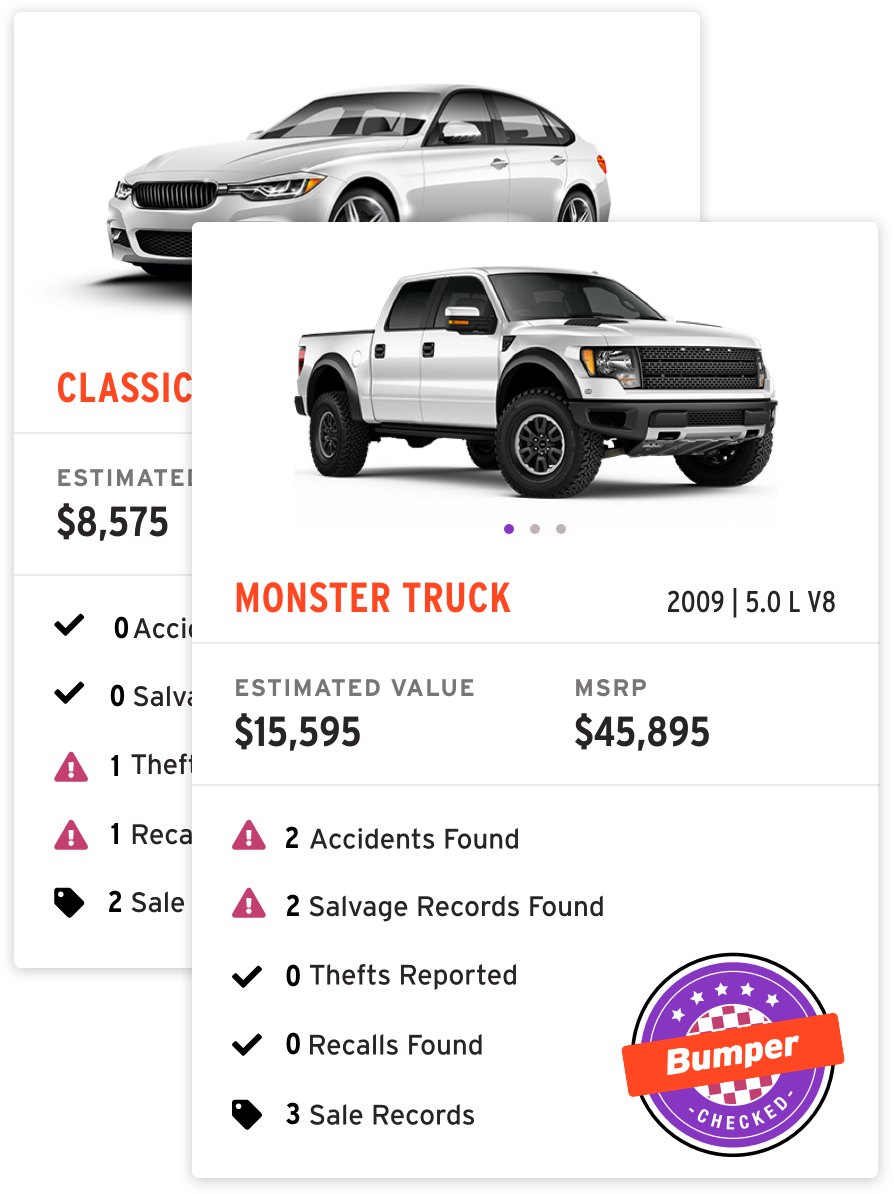 CLASSIC
ESTIMATED
$8,575
0 Acci
0 Salva
1 Theft
1 Reca
2 Sale
MONSTER TRUCK
2009 | 5.0 L V8
ESTIMATED VALUE
MSRP
$15,595
$45,895
2 Accidents Found
2 Salvage Records Found
0 Thefts Reported
0 Recalls Found
3 Sale Records
Bumper
-CHECKED-